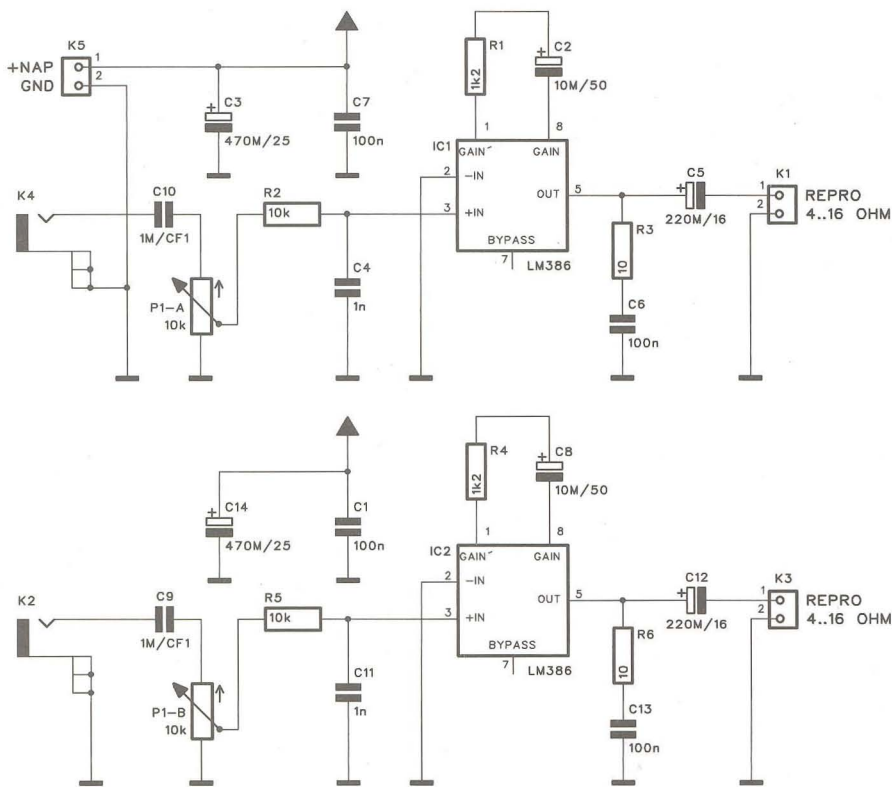 K5
+NAP 1
GND 2
C3
470M/25
C7
100n
R1
1k2
C2
10M/50
1 8
IC1
GAIN´ GAIN
2 -IN
OUT 5
3 +IN
BYPASS
7 LM386
K4
C10
1M/CF1
R2
10k
P1-A
10k
C4
1n
C5
220M/16
R3
10
C6
100n
K1
1 REPRO
2 4..16 OHM
C14
470M/25
C1
100n
R4
1k2
C8
10M/50
1 8
IC2
GAIN´ GAIN
2 -IN
OUT 5
3 +IN
BYPASS
7 LM386
K2
C9
1M/CF1
R5
10k
P1-B
10k
C11
1n
C12
220M/16
R6
10
C13
100n
K3
1 REPRO
2 4..16 OHM